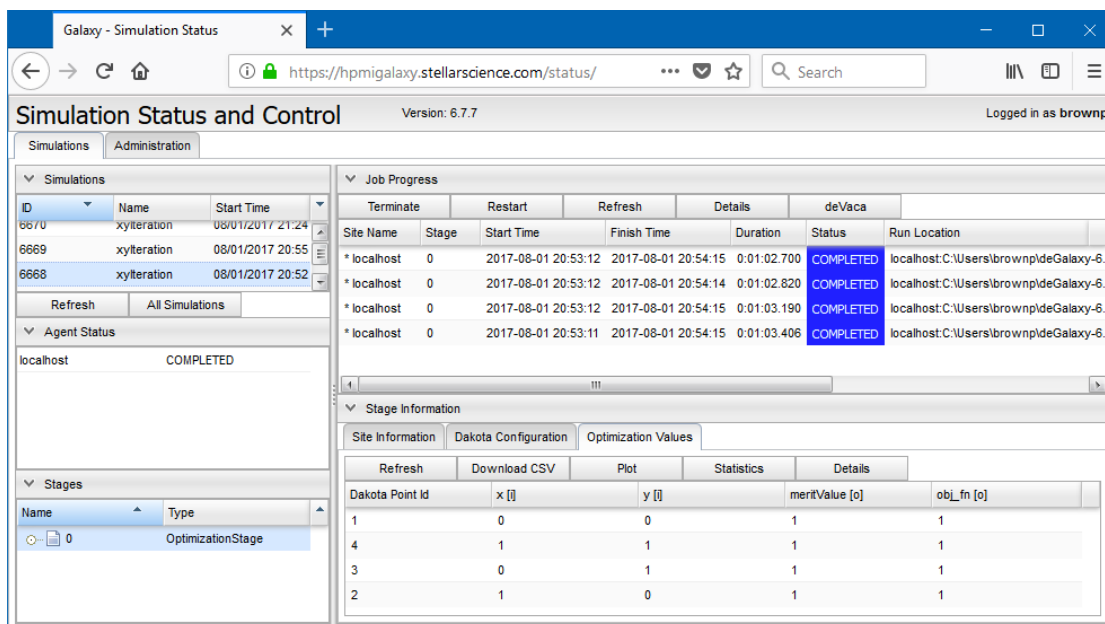 Galaxy - Simulation Status
https://hpmigalaxy.stellarscience.com/status/
Search
Simulation Status and Control
Version: 6.7.7
Logged in as brownp
Simulations Administration
Simulations
ID Name Start Time
6670 xyIteration 08/01/2017 21:24
6669 xyIteration 08/01/2017 20:55
6668 xyIteration 08/01/2017 20:52
Refresh All Simulations
Agent Status
localhost COMPLETED
Stages
Name Type
0 OptimizationStage
Job Progress
Terminate Restart Refresh Details deVaca
Site Name Stage Start Time Finish Time Duration Status Run Location
* localhost 0 2017-08-01 20:53:12 2017-08-01 20:54:15 0:01:02.700 COMPLETED localhost:C:\Users\brownp\deGalaxy-6.
* localhost 0 2017-08-01 20:53:12 2017-08-01 20:54:14 0:01:02.820 COMPLETED localhost:C:\Users\brownp\deGalaxy-6.
* localhost 0 2017-08-01 20:53:12 2017-08-01 20:54:15 0:01:03.190 COMPLETED localhost:C:\Users\brownp\deGalaxy-6.
* localhost 0 2017-08-01 20:53:11 2017-08-01 20:54:15 0:01:03.406 COMPLETED localhost:C:\Users\brownp\deGalaxy-6.
Stage Information
Site Information Dakota Configuration Optimization Values
Refresh Download CSV Plot Statistics Details
Dakota Point Id x [i] y [i] meritValue [o] obj_fn [o]
1 0 0 1 1
4 1 1 1 1
3 0 1 1 1
2 1 0 1 1